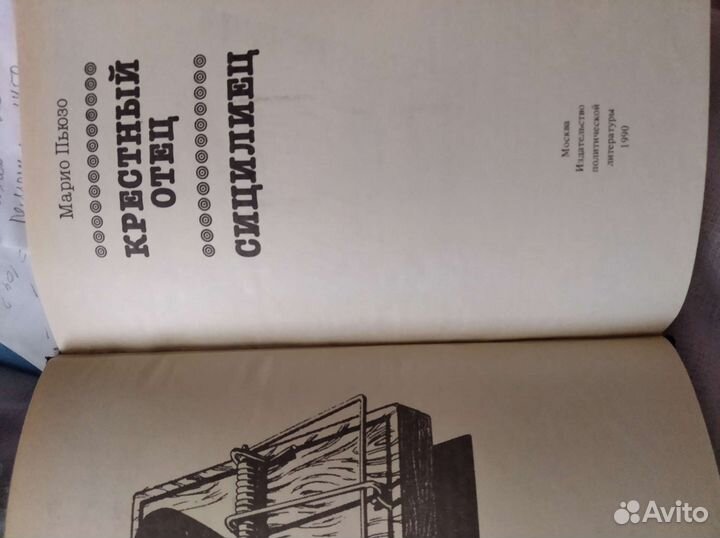 Марио Пьюзо
КРЕСТНЫЙ
ОТЕЦ
СИЦИЛИЕЦ
Москва
Издательство
политической
литературы
1990
Avito